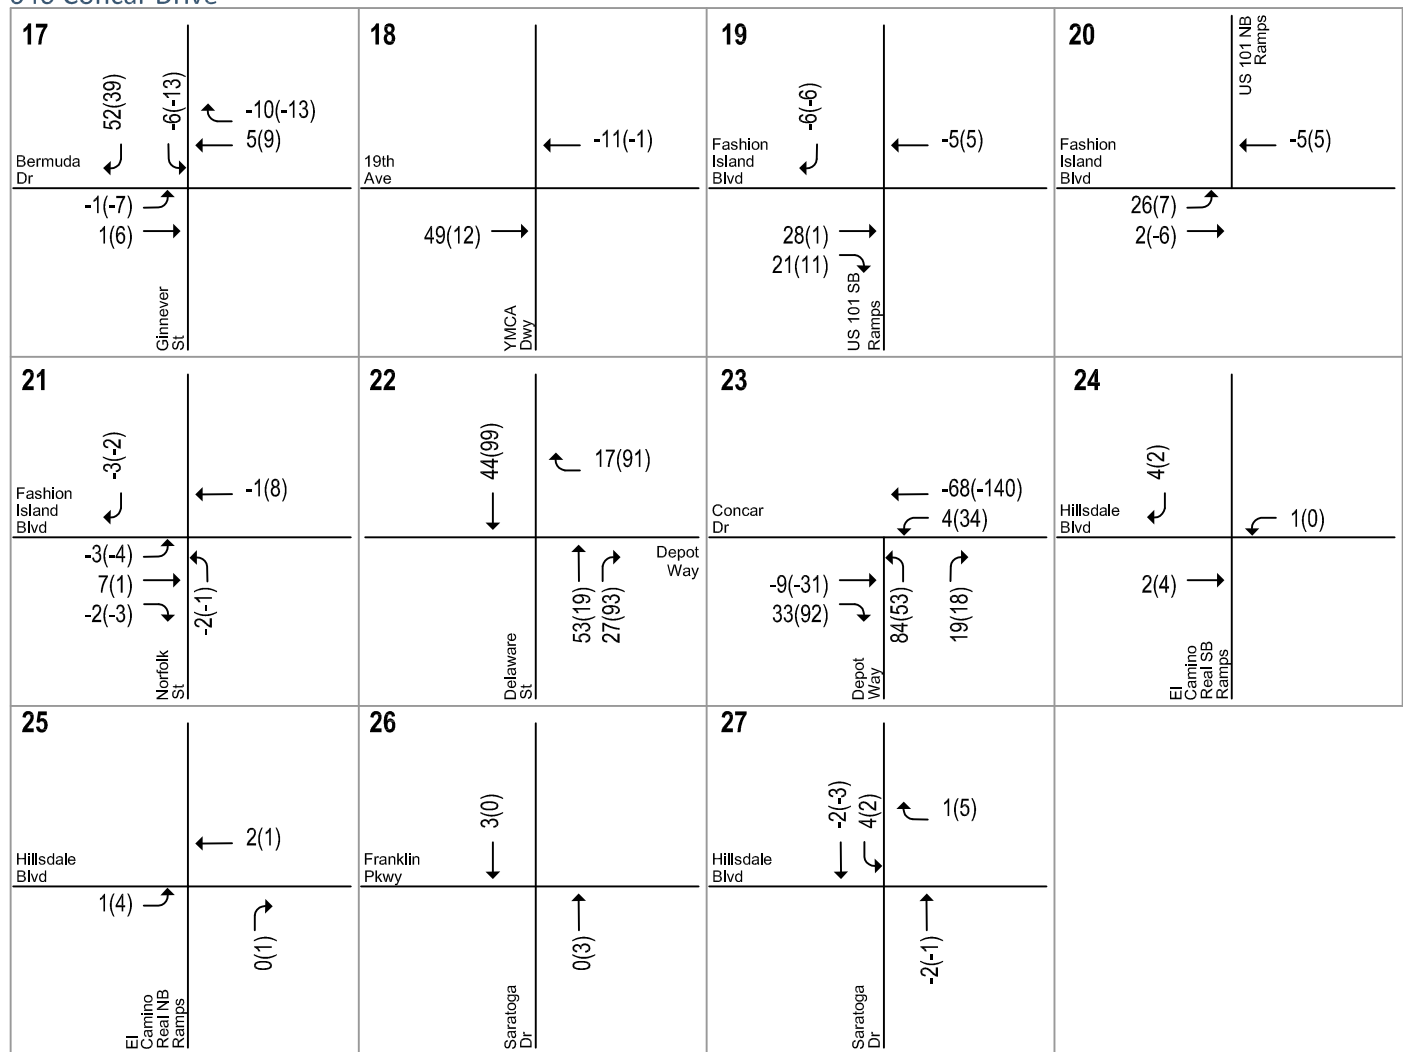 640 Concar Drive
17
52(39)
-6(-13)
-10(-13)
5(9)
Bermuda
Dr
-1(-7)
1(6)
Ginnever
St
18
-11(-1)
19th
Ave
49(12)
YMCA
Dwy
19
-6(-6)
-5(5)
Fashion
Island
Blvd
28(1)
21(11)
US 101 SB
Ramps
20
US 101 NB
Ramps
-5(5)
Fashion
Island
Blvd
26(7)
2(-6)
21
-3(-2)
-1(8)
Fashion
Island
Blvd
-3(-4)
7(1)
-2(-3)
-2(-1)
Norfolk
St
22
44(99)
17(91)
Depot
Way
53(19)
27(93)
Delaware
St
23
-68(-140)
4(34)
Concar
Dr
-9(-31)
33(92)
84(53)
19(18)
Depot
Way
24
4(2)
1(0)
Hillsdale
Blvd
2(4)
El
Camino
Real SB
Ramps
25
2(1)
Hillsdale
Blvd
1(4)
0(1)
El
Camino
Real NB
Ramps
26
3(0)
Franklin
Pkwy
0(3)
Saratoga
Dr
27
-2(-3)
4(2)
1(5)
Hillsdale
Blvd
-2(-1)
Saratoga
Dr